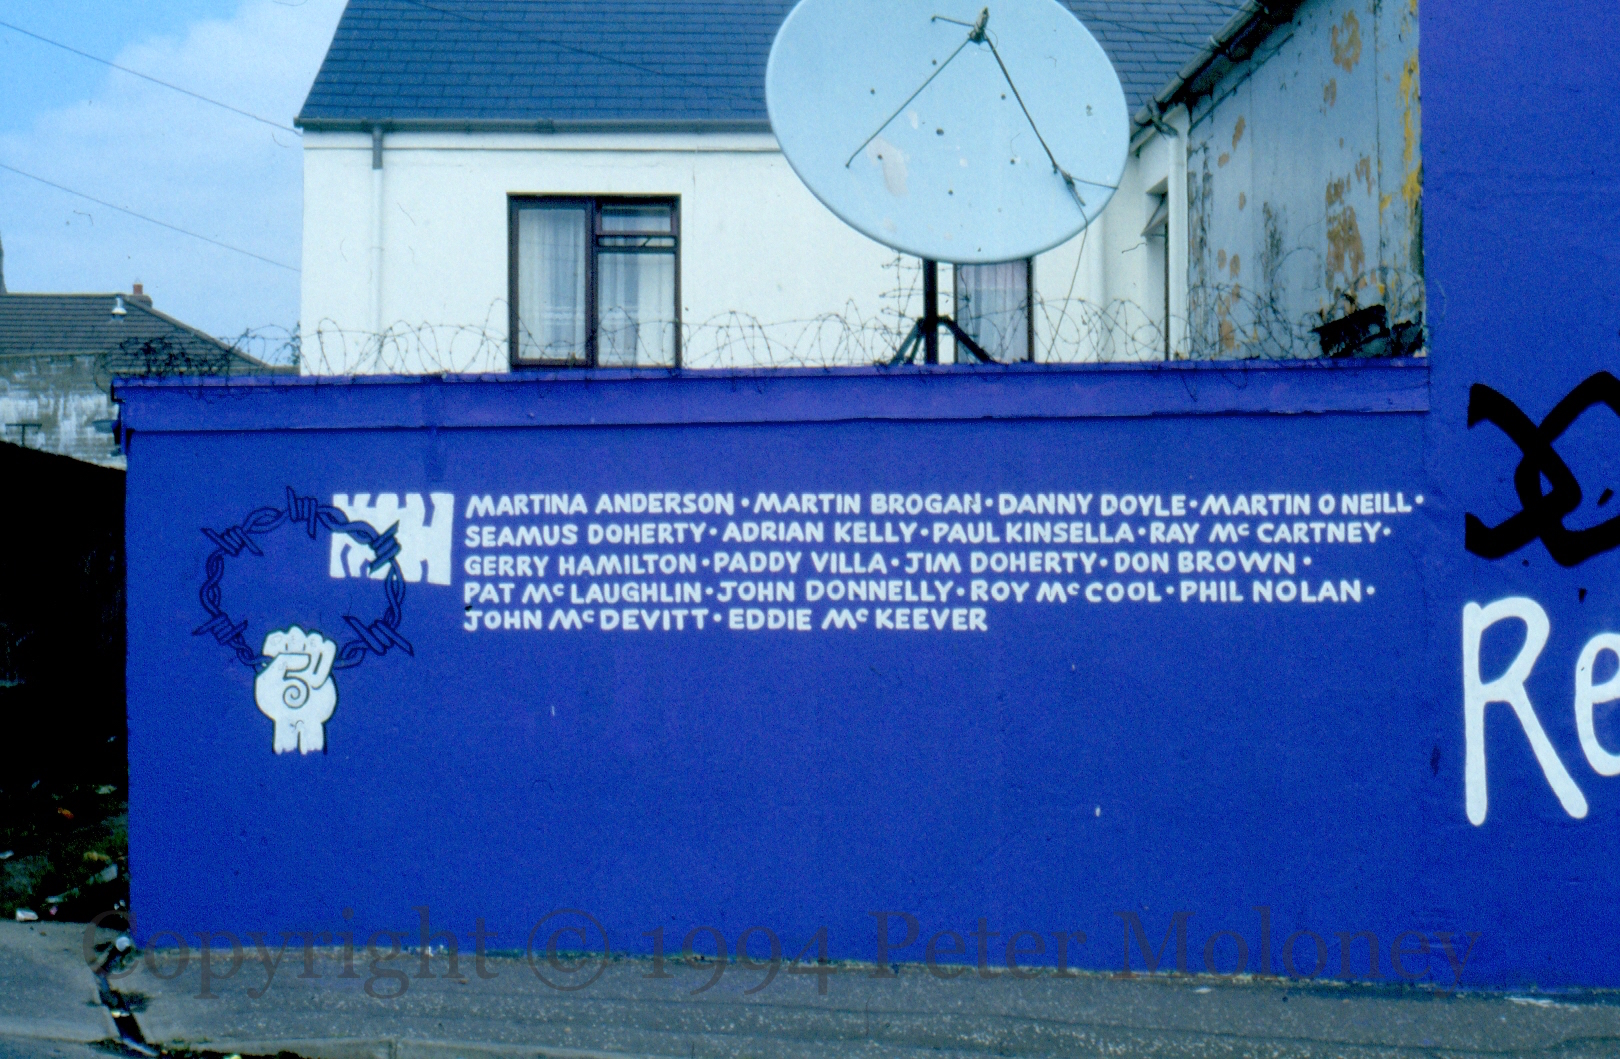 MARTINA ANDERSON • MARTIN BROGAN • DANNY DOYLE • MARTIN O NEILL •
SEAMUS DOHERTY • ADRIAN KELLY • PAUL KINSELLA • RAY Mc CARTNEY •
GERRY HAMILTON • PADDY VILLA • JIM DOHERTY • DON BROWN •
PAT Mc LAUGHLIN • JOHN DONNELLY • ROY Mc COOL • PHIL NOLAN •
JOHN Mc DEVITT • EDDIE Mc KEEVER
Re
Copyright © 1994 Peter Moloney